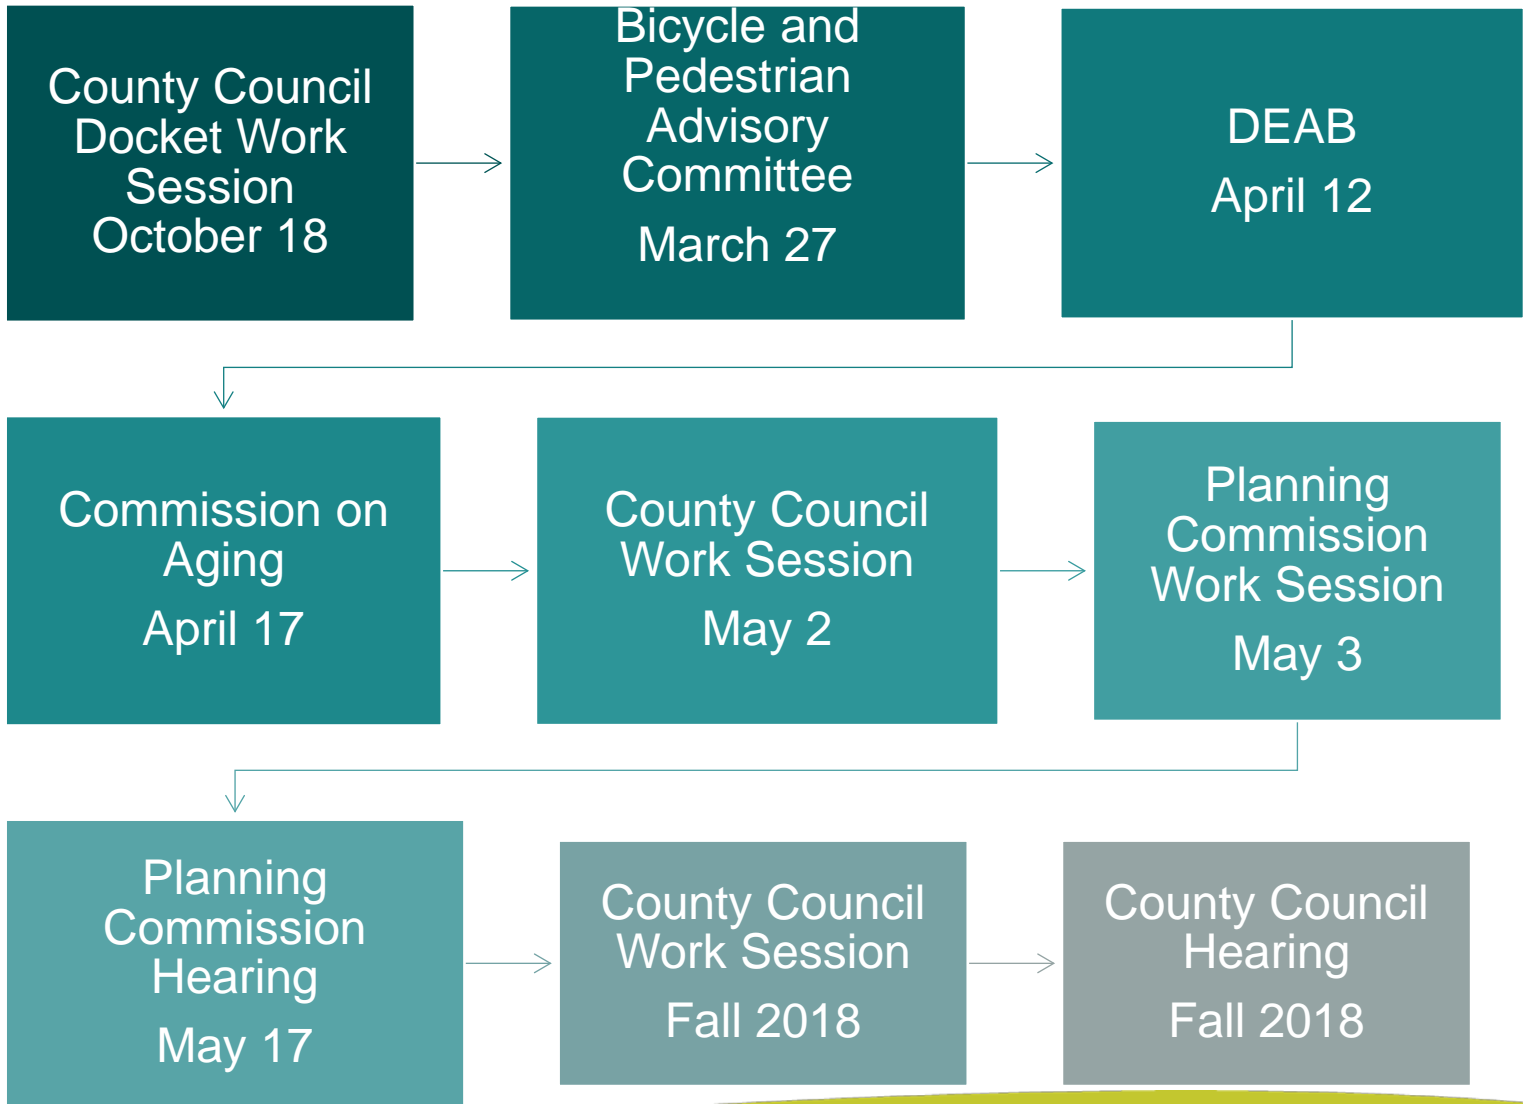 County Council
Docket Work
Session
October 18
Bicycle and
Pedestrian
Advisory
Committee
March 27
DEAB
April 12
Commission on
Aging
April 17
County Council
Work Session
May 2
Planning
Commission
Work Session
May 3
Planning
Commission
Hearing
May 17
County Council
Work Session
Fall 2018
County Council
Hearing
Fall 2018